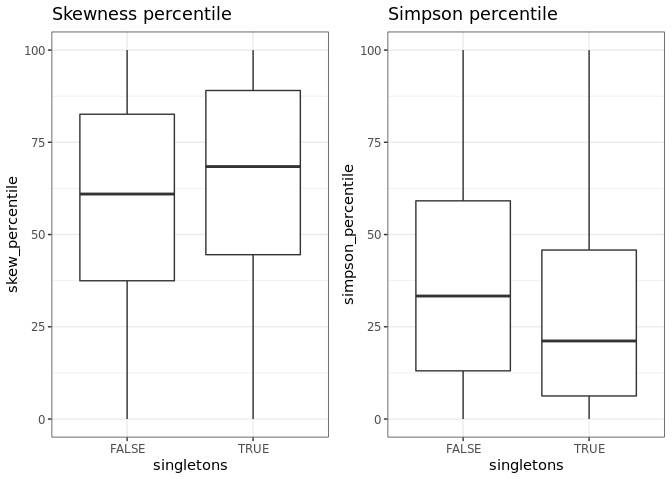 Skewness percentile
skew_percentile
100
75
50
25
0
FALSE TRUE
singletons
Simpson percentile
simpson_percentile
100
75
50
25
0
FALSE TRUE
singletons